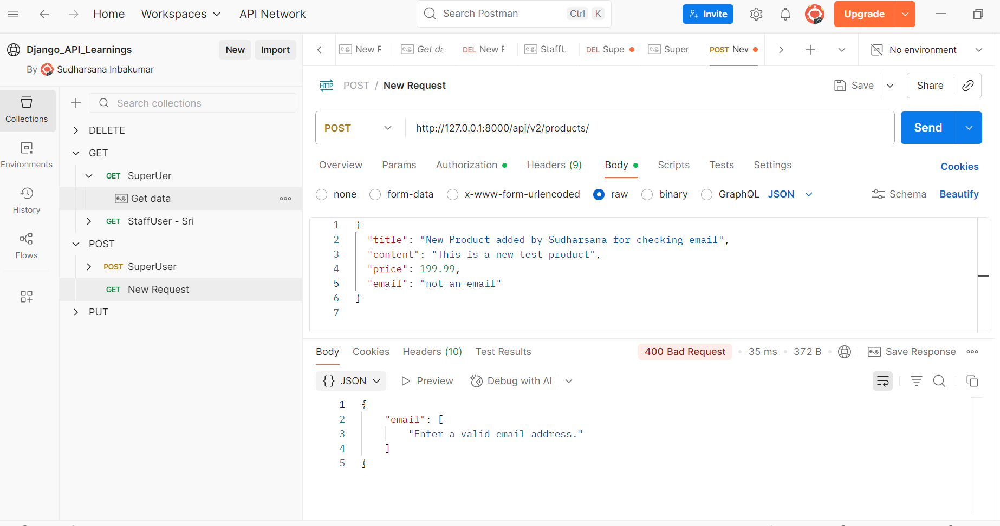 Home Workspaces API Network Search Postman Ctrl K Invite Upgrade
Django_API_Learnings New Import
By Sudharsana Inbakumar
e.g. New F e.g. Get da DEL New F e.g. StaffU DEL Supe e.g. Super POST New No environment
HTTP POST / New Request Save Share
Collections
Environments
History
Flows
Search collections
DELETE
GET
GET SuperUer
e.g. Get data
GET StaffUser - Sri
POST
POST SuperUser
GET New Request
PUT
POST http://127.0.0.1:8000/api/v2/products/ Send
Overview Params Authorization Headers (9) Body Scripts Tests Settings Cookies
none form-data x-www-form-urlencoded raw binary GraphQL JSON Schema Beautify
1 {
2 "title": "New Product added by Sudharsana for checking email",
3 "content": "This is a new test product",
4 "price": 199.99,
5 "email": "not-an-email"
6 }
7
Body Cookies Headers (10) Test Results 400 Bad Request 35 ms 372 B e.g. Save Response
{} JSON Preview Debug with AI
1 {
2 "email": [
3 "Enter a valid email address."
4 ]
5 }